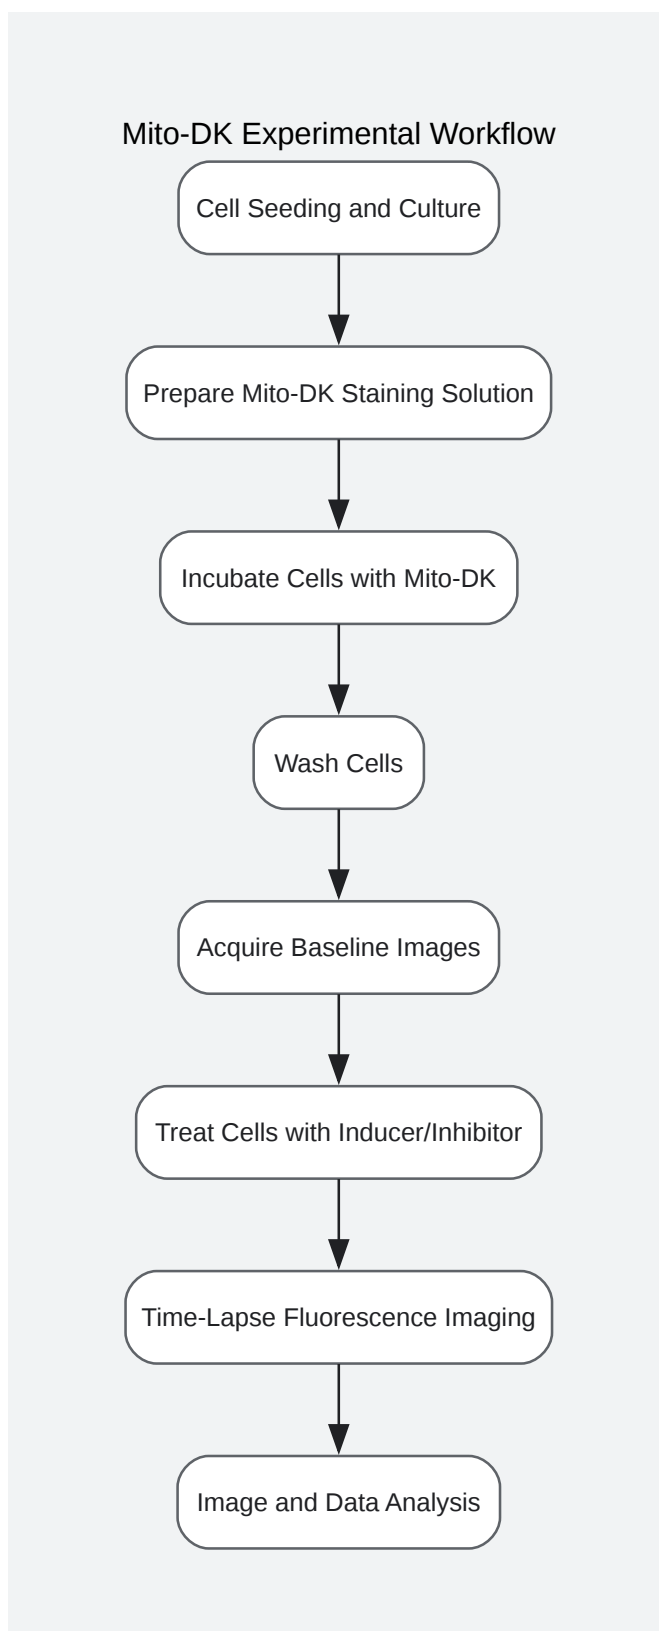 Mito-DK Experimental Workflow
Cell Seeding and Culture
Prepare Mito-DK Staining Solution
Incubate Cells with Mito-DK
Wash Cells
Acquire Baseline Images
Treat Cells with Inducer/Inhibitor
Time-Lapse Fluorescence Imaging
Image and Data Analysis